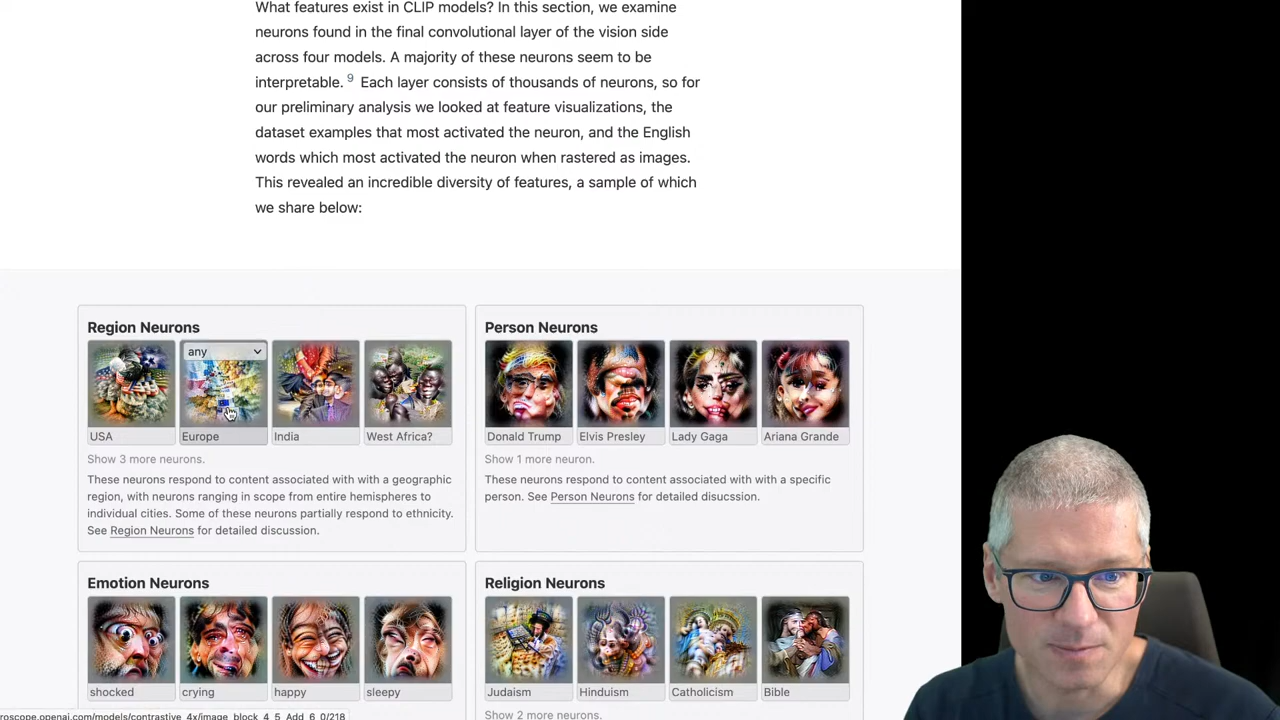 What features exist in CLIP models? In this section, we examine
neurons found in the final convolutional layer of the vision side
across four models. A majority of these neurons seem to be
interpretable. 9 Each layer consists of thousands of neurons, so for
our preliminary analysis we looked at feature visualizations, the
dataset examples that most activated the neuron, and the English
words which most activated the neuron when rastered as images.
This revealed an incredible diversity of features, a sample of which
we share below:
Region Neurons
any
USA
Europe
India
West Africa?
Show 3 more neurons.
These neurons respond to content associated with with a geographic
region, with neurons ranging in scope from entire hemispheres to
individual cities. Some of these neurons partially respond to ethnicity.
See Region Neurons for detailed discussion.
Person Neurons
Donald Trump
Elvis Presley
Lady Gaga
Ariana Grande
Show 1 more neuron.
These neurons respond to content associated with with a specific
person. See Person Neurons for detailed disucssion.
Emotion Neurons
shocked
crying
happy
sleepy
Religion Neurons
Judaism
Hinduism
Catholicism
Bible
Show 2 more neurons.
roscope.openai.com/models/contrastive_4x/image_block_4_5_Add_6_0/218